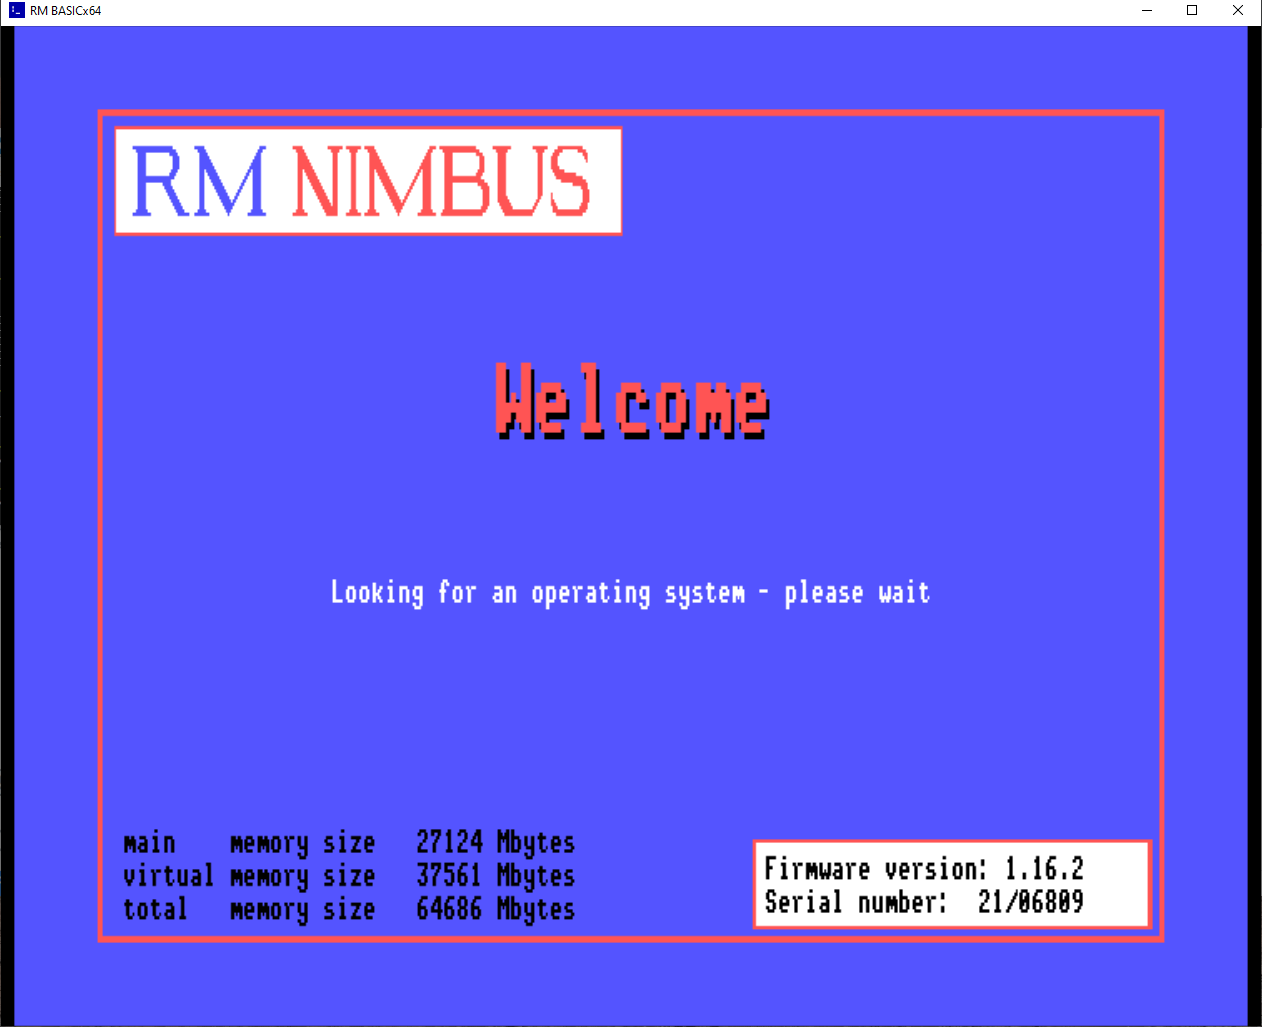 RM BASICx64
RM NIMBUS
Welcome
Looking for an operating system - please wait
main memory size 27124 Mbytes
virtual memory size 37561 Mbytes
total memory size 64686 Mbytes
Firmware version: 1.16.2
Serial number: 21/06809